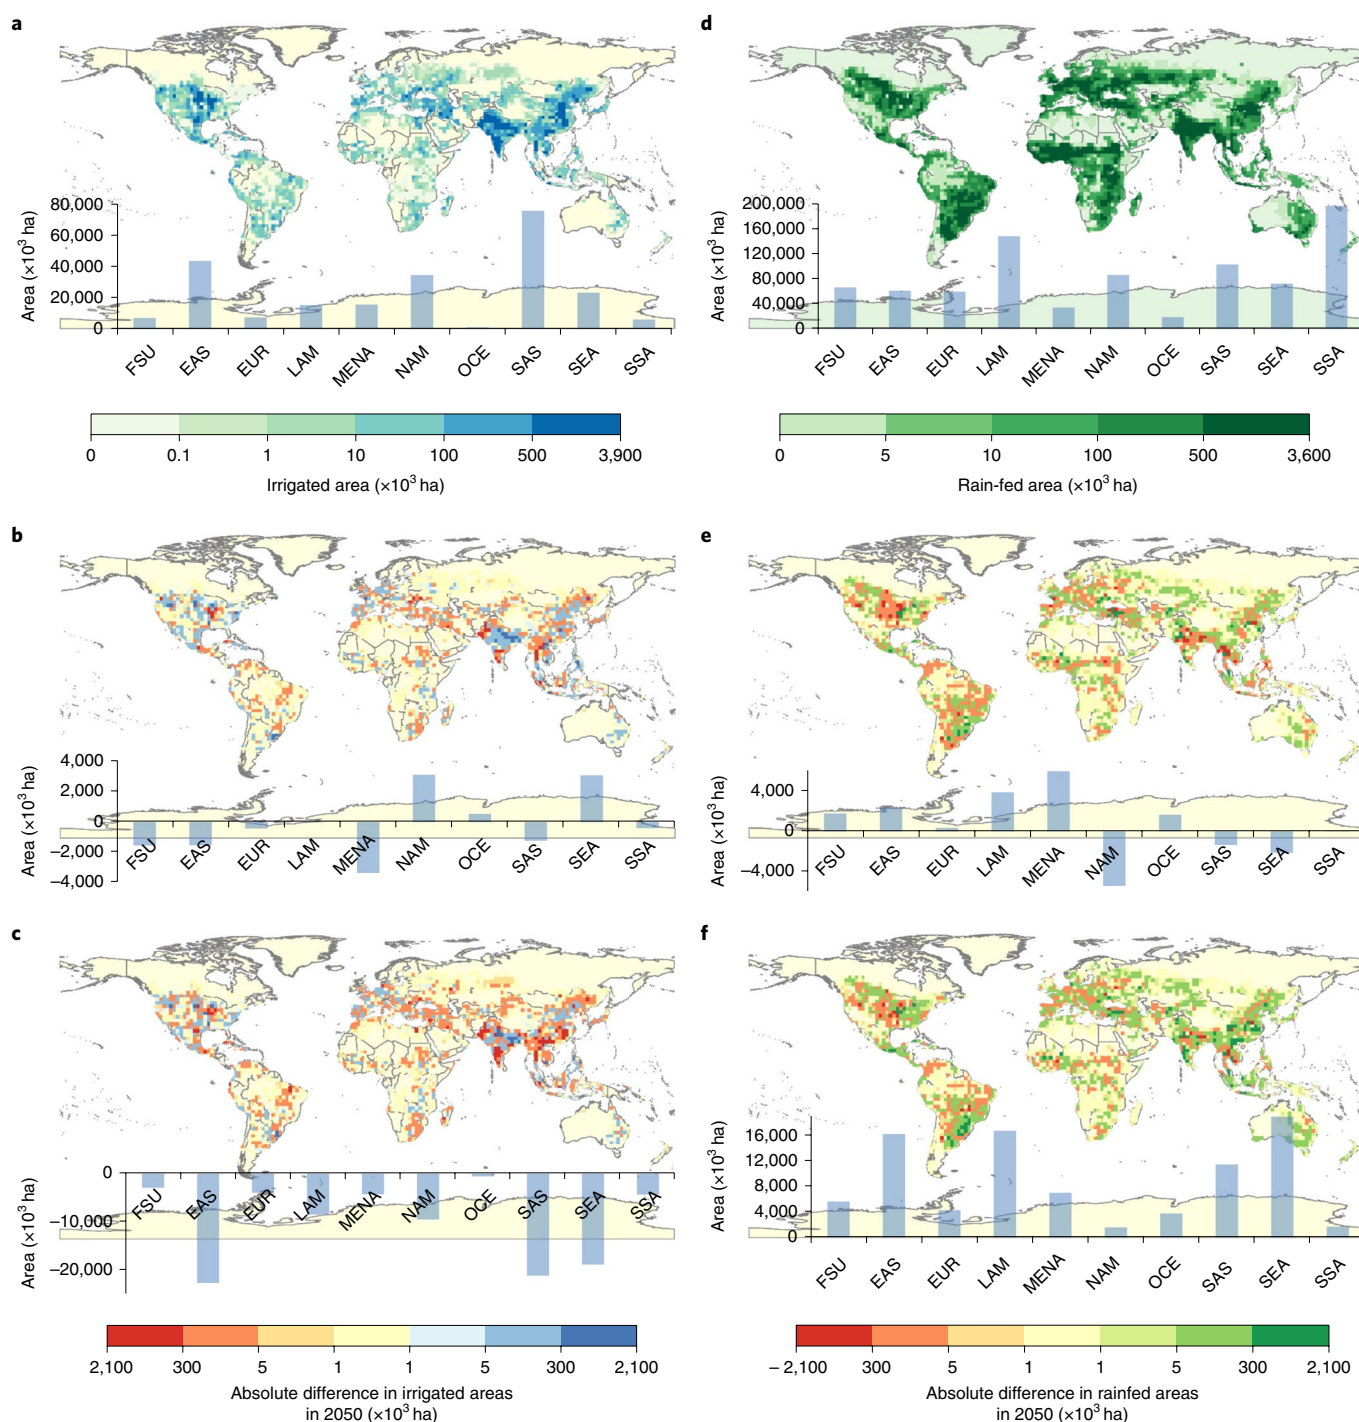 a
80,000
60,000
40,000
20,000
0
Area (×10³ ha)
FSU EAS EUR LAM MENA NAM OCE SAS SEA SSA
0 0.1 1 10 100 500 3,900
Irrigated area (×10³ ha)
d
200,000
160,000
120,000
80,000
40,000
0
Area (×10³ ha)
FSU EAS EUR LAM MENA NAM OCE SAS SEA SSA
0 5 10 100 500 3,600
Rain-fed area (×10³ ha)
b
4,000
2,000
0
−2,000
−4,000
Area (×10³ ha)
FSU EAS EUR LAM MENA NAM OCE SAS SEA SSA
e
4,000
0
−4,000
Area (×10³ ha)
FSU EAS EUR LAM MENA NAM OCE SAS SEA SSA
c
0
−10,000
−20,000
Area (×10³ ha)
FSU EAS EUR LAM MENA NAM OCE SAS SEA SSA
2,100 300 5 1 1 5 300 2,100
Absolute difference in irrigated areas
in 2050 (×10³ ha)
f
16,000
12,000
8,000
4,000
0
Area (×10³ ha)
FSU EAS EUR LAM MENA NAM OCE SAS SEA SSA
−2,100 300 5 1 1 5 300 2,100
Absolute difference in rainfed areas
in 2050 (×10³ ha)